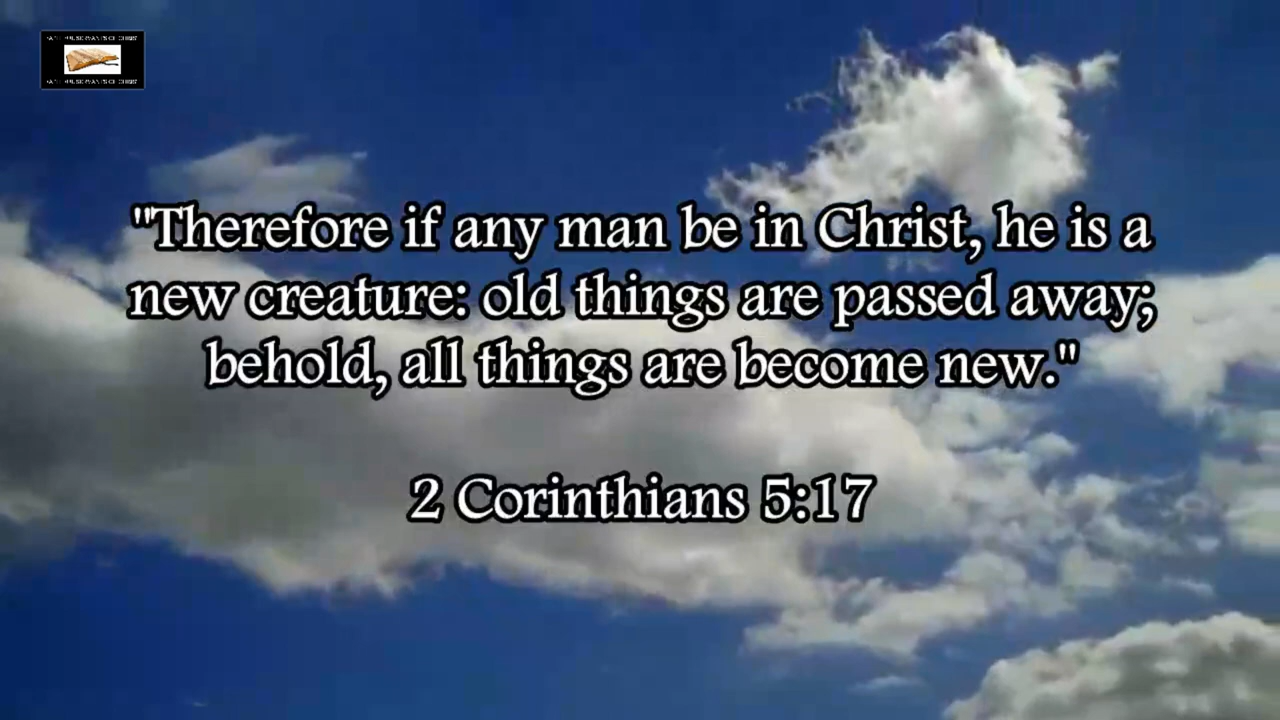 "Therefore if any man be in Christ, he is a
new creature: old things are passed away;
behold, all things are become new."
2 Corinthians 5:17